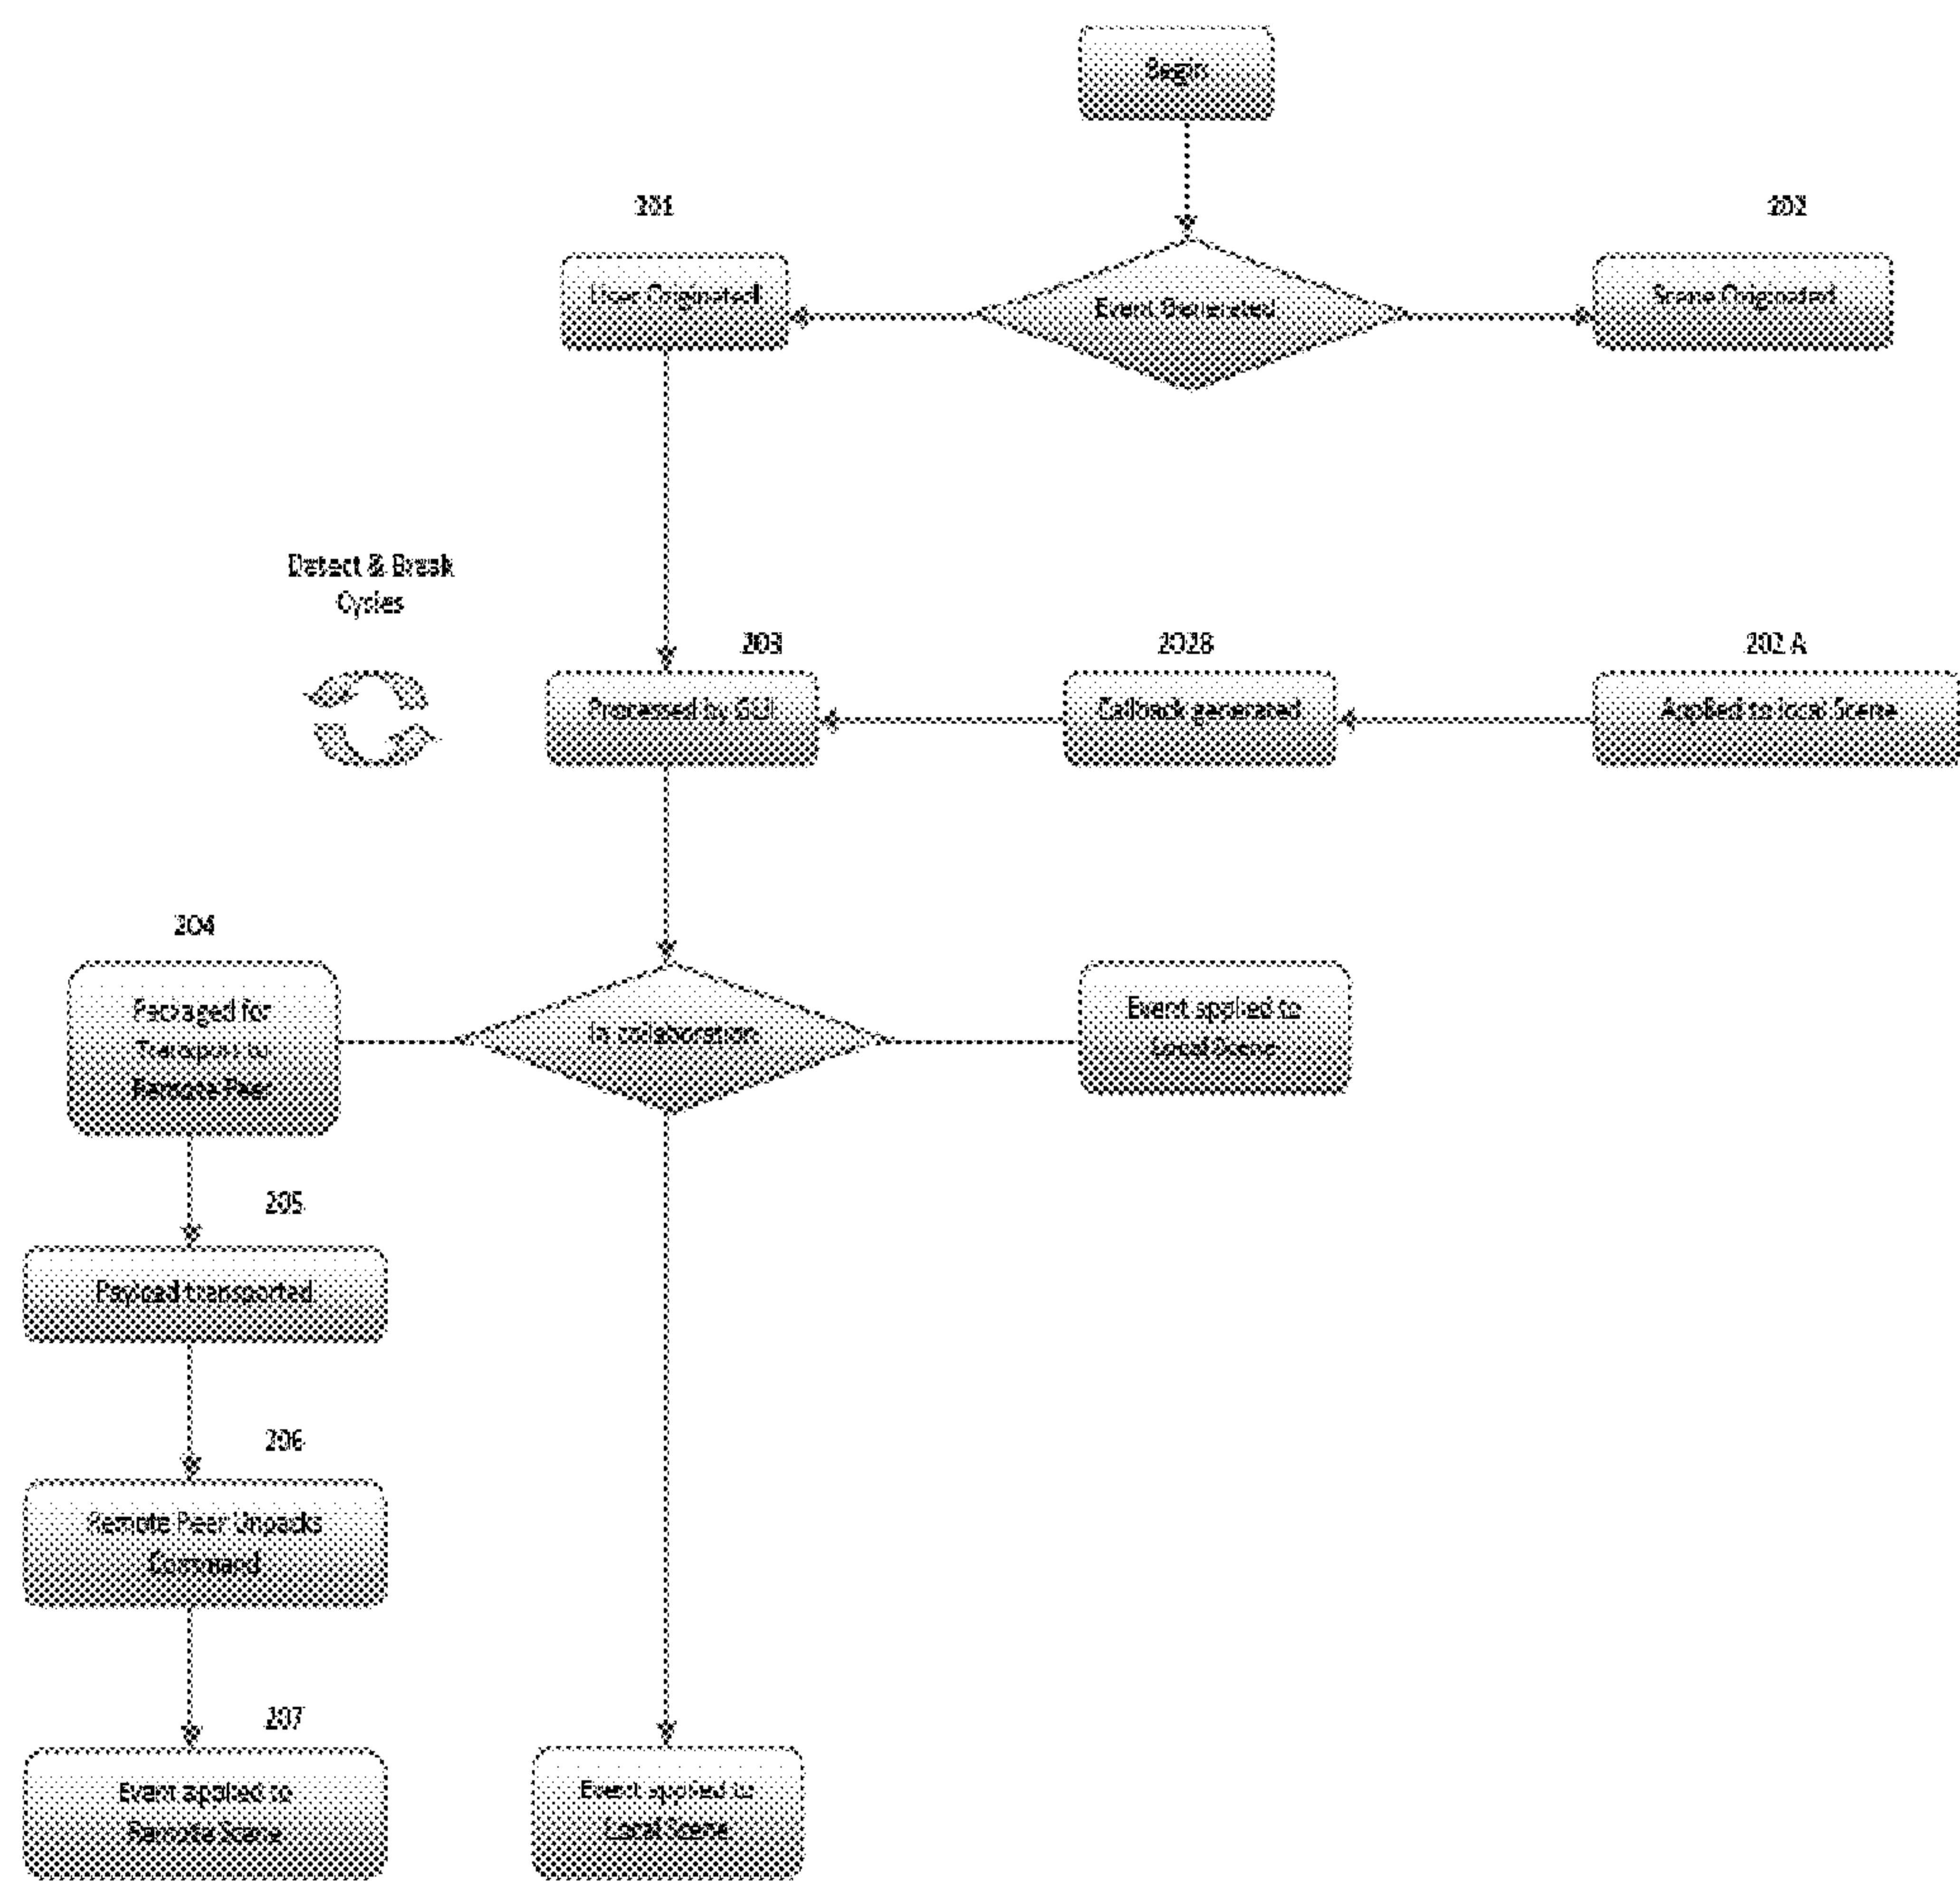 Begin
201
202
User Originated
Event Generated
Scene Originated
Detect & Break
Cycles
203
202B
202 A
Processed by GUI
Callback generated
Applied to local Scene
204
Packaged for
Transport to
Remote Peer
In collaboration
Event applied to
Local Scene
205
Payload transported
206
Remote Peer Unpacks
Command
207
Event applied to
Remote Scene
Event applied to
Local Scene